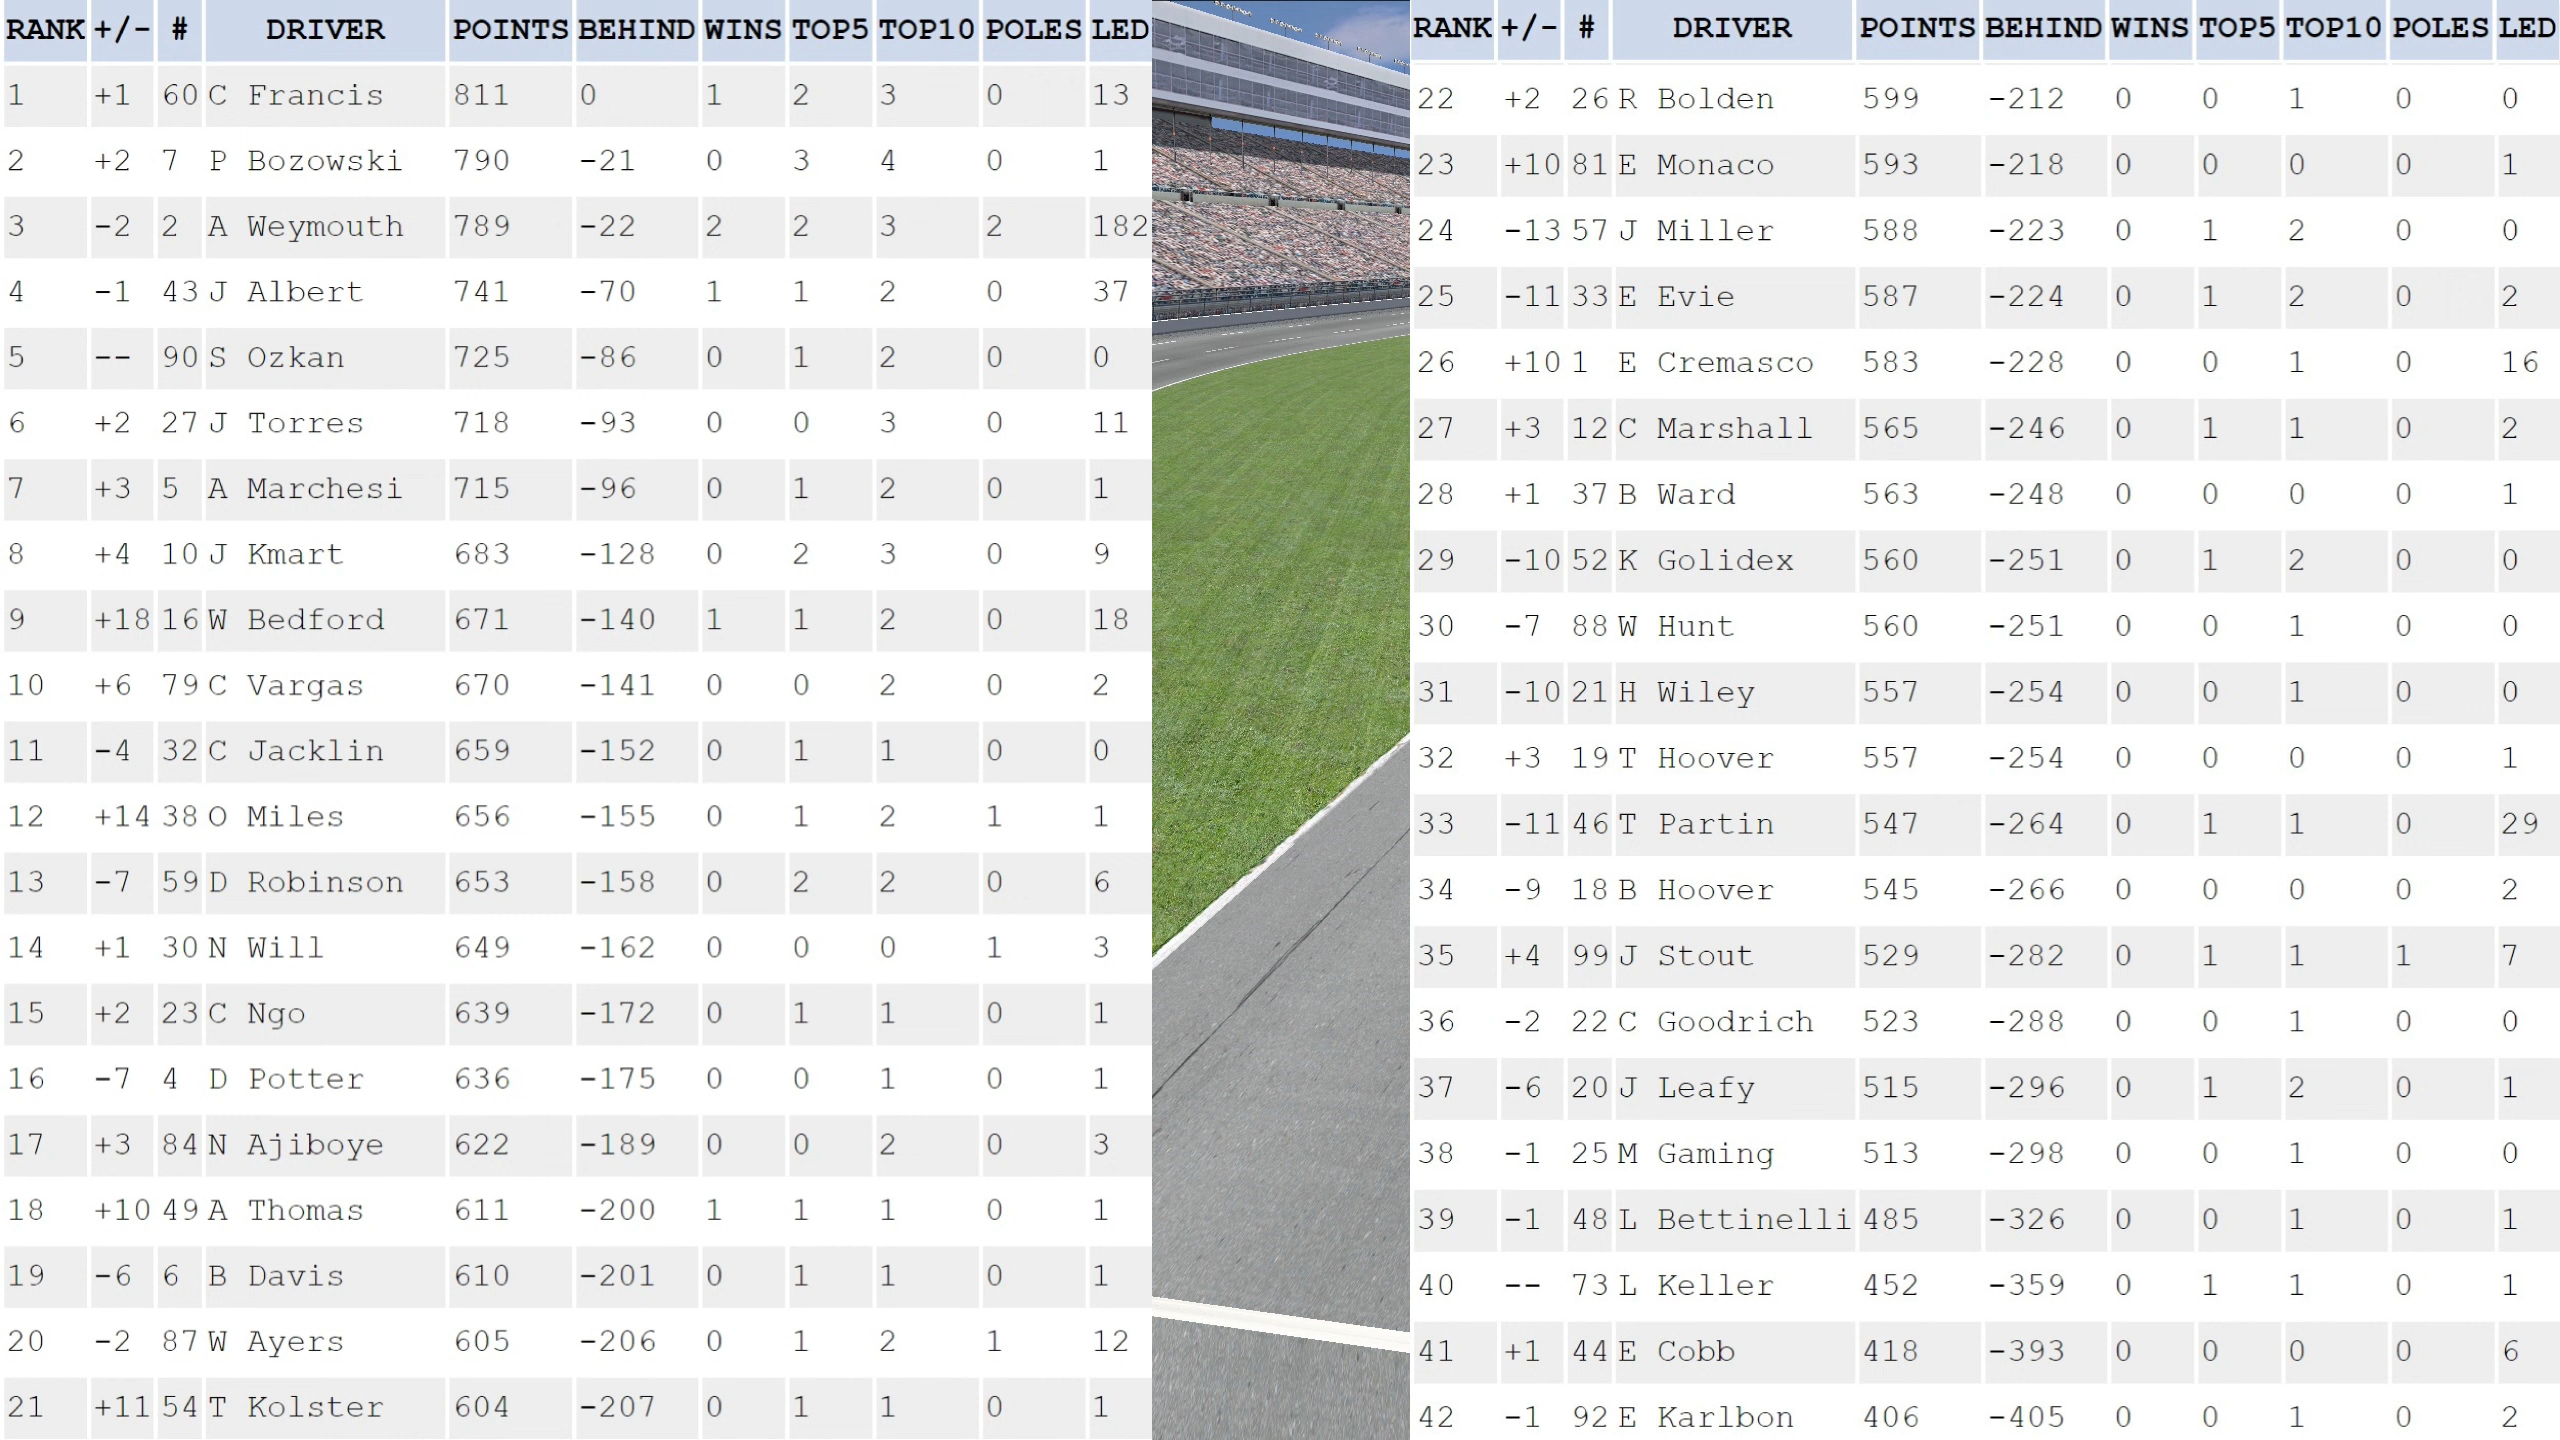 RANK +/- # DRIVER POINTS BEHIND WINS TOP5 TOP10 POLES LED
1 +1 60 C Francis 811 0 1 2 3 0 13
2 +2 7 P Bozowski 790 -21 0 3 4 0 1
3 -2 2 A Weymouth 789 -22 2 2 3 2 182
4 -1 43 J Albert 741 -70 1 1 2 0 37
5 -- 90 S Ozkan 725 -86 0 1 2 0 0
6 +2 27 J Torres 718 -93 0 0 3 0 11
7 +3 5 A Marchesi 715 -96 0 1 2 0 1
8 +4 10 J Kmart 683 -128 0 2 3 0 9
9 +18 16 W Bedford 671 -140 1 1 2 0 18
10 +6 79 C Vargas 670 -141 0 0 2 0 2
11 -4 32 C Jacklin 659 -152 0 1 1 0 0
12 +14 38 O Miles 656 -155 0 1 2 1 1
13 -7 59 D Robinson 653 -158 0 2 2 0 6
14 +1 30 N Will 649 -162 0 0 0 1 3
15 +2 23 C Ngo 639 -172 0 1 1 0 1
16 -7 4 D Potter 636 -175 0 0 1 0 1
17 +3 84 N Ajiboye 622 -189 0 0 2 0 3
18 +10 49 A Thomas 611 -200 1 1 1 0 1
19 -6 6 B Davis 610 -201 0 1 1 0 1
20 -2 87 W Ayers 605 -206 0 1 2 1 12
21 +11 54 T Kolster 604 -207 0 1 1 0 1
RANK +/- # DRIVER POINTS BEHIND WINS TOP5 TOP10 POLES LED
22 +2 26 R Bolden 599 -212 0 0 1 0 0
23 +10 81 E Monaco 593 -218 0 0 0 0 1
24 -13 57 J Miller 588 -223 0 1 2 0 0
25 -11 33 E Evie 587 -224 0 1 2 0 2
26 +10 1 E Cremasco 583 -228 0 0 1 0 16
27 +3 12 C Marshall 565 -246 0 1 1 0 2
28 +1 37 B Ward 563 -248 0 0 0 0 1
29 -10 52 K Golidex 560 -251 0 1 2 0 0
30 -7 88 W Hunt 560 -251 0 0 1 0 0
31 -10 21 H Wiley 557 -254 0 0 1 0 0
32 +3 19 T Hoover 557 -254 0 0 0 0 1
33 -11 46 T Partin 547 -264 0 1 1 0 29
34 -9 18 B Hoover 545 -266 0 0 0 0 2
35 +4 99 J Stout 529 -282 0 1 1 1 7
36 -2 22 C Goodrich 523 -288 0 0 1 0 0
37 -6 20 J Leafy 515 -296 0 1 2 0 1
38 -1 25 M Gaming 513 -298 0 0 1 0 0
39 -1 48 L Bettinelli 485 -326 0 0 1 0 1
40 -- 73 L Keller 452 -359 0 1 1 0 1
41 +1 44 E Cobb 418 -393 0 0 0 0 6
42 -1 92 E Karlbon 406 -405 0 0 1 0 2